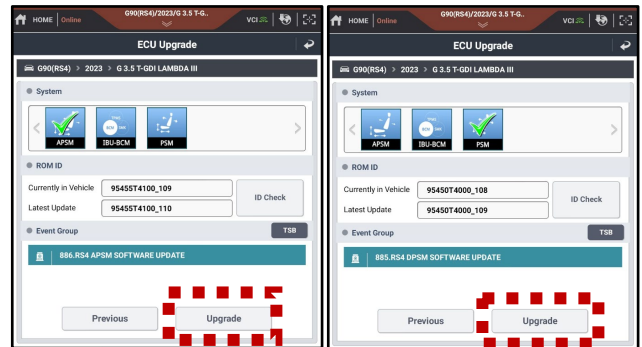 HOME Online G90(RS4)/2023/G 3.5 T-G.. VCI
ECU Upgrade
G90(RS4) > 2023 > G 3.5 T-GDI LAMBDA III
System
APSM IBU-BCM PSM
ROM ID
Currently in Vehicle 95455T4100_109
Latest Update 95455T4100_110
ID Check
Event Group TSB
886.RS4 APSM SOFTWARE UPDATE
Previous Upgrade
HOME Online G90(RS4)/2023/G 3.5 T-G.. VCI
ECU Upgrade
G90(RS4) > 2023 > G 3.5 T-GDI LAMBDA III
System
APSM IBU-BCM PSM
ROM ID
Currently in Vehicle 95450T4000_108
Latest Update 95450T4000_109
ID Check
Event Group TSB
885.RS4 DPSM SOFTWARE UPDATE
Previous Upgrade